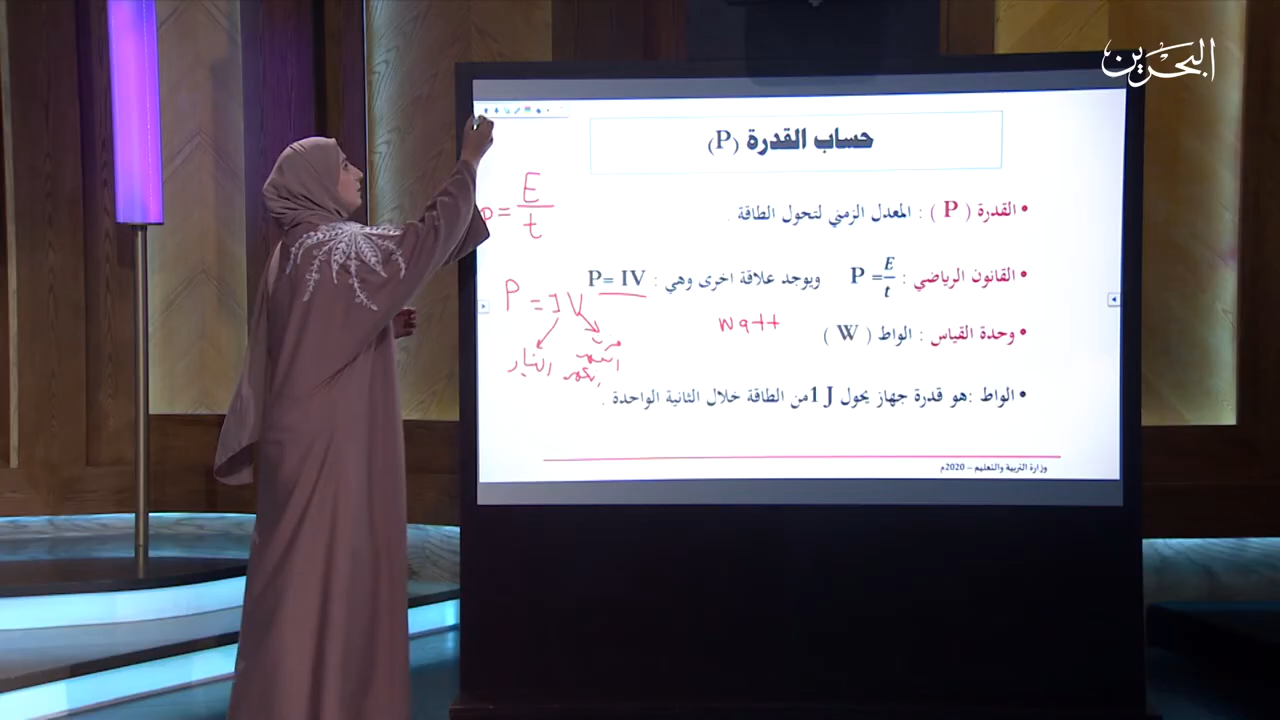 البحرين
حساب القدرة (P)
• القدرة ( P ) : المعدل الزمني لتحول الطاقة .
• القانون الرياضي : P = E/t ويوجد علاقة اخرى وهي : P= IV
• وحدة القياس : الواط ( W )
• الواط :هو قدرة جهاز يحول 1 J من الطاقة خلال الثانية الواحدة .
وزارة التربية والتعليم – 2020م
P = E/t
P = IV
التيار
watt